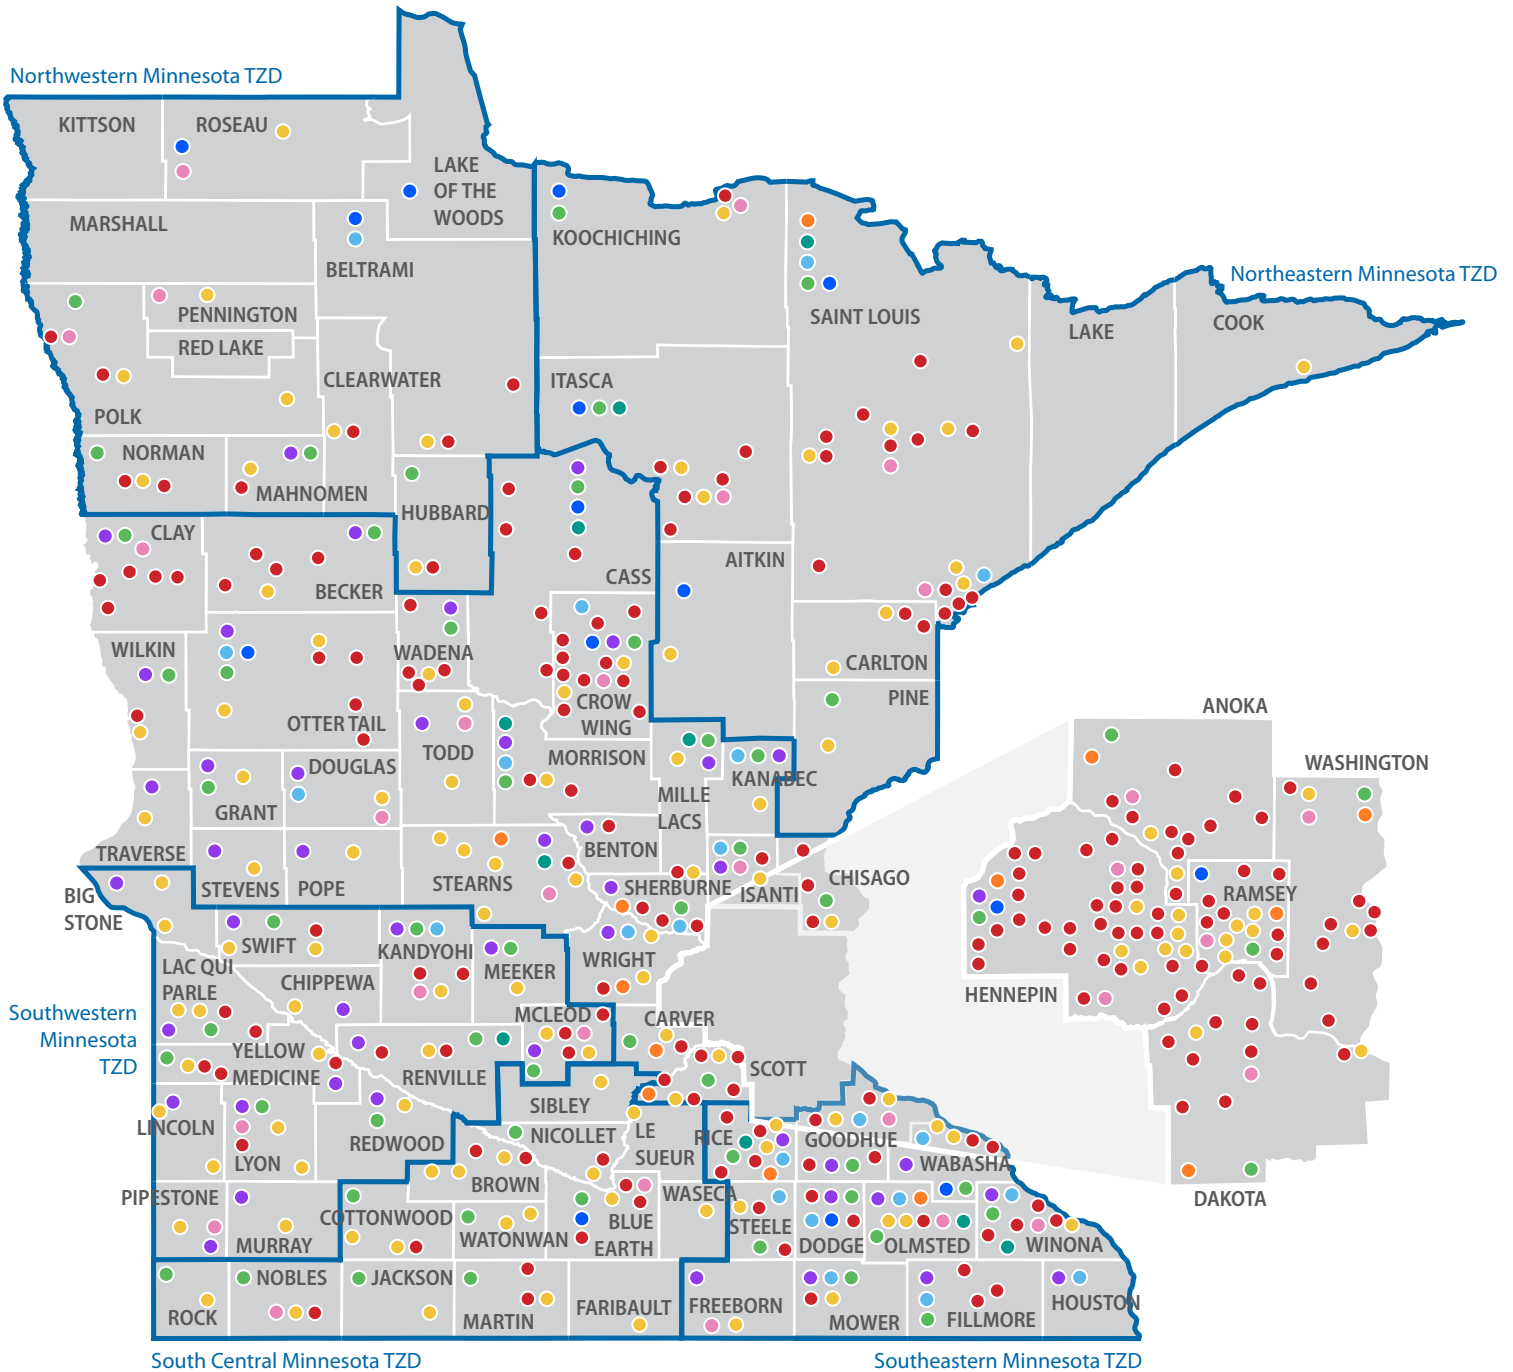 Northwestern Minnesota TZD
KITTSON
ROSEAU
LAKE
OF THE
WOODS
MARSHALL
KOOCHICHING
BELTRAMI
Northeastern Minnesota TZD
PENNINGTON
SAINT LOUIS
LAKE
COOK
RED LAKE
CLEARWATER
ITASCA
POLK
NORMAN
MAHNOMEN
HUBBARD
CLAY
BECKER
CASS
AITKIN
WILKIN
WADENA
CARLTON
PINE
OTTER TAIL
CROW
WING
ANOKA
TODD
MORRISON
WASHINGTON
DOUGLAS
KANABEC
GRANT
MILLE
LACS
TRAVERSE
BENTON
STEVENS
POPE
STEARNS
SHERBURNE
ISANTI
CHISAGO
RAMSEY
BIG
STONE
SWIFT
KANDYOHI
MEEKER
WRIGHT
LAC QUI
PARLE
CHIPPEWA
HENNEPIN
Southwestern
Minnesota
TZD
MCLEOD
CARVER
YELLOW
MEDICINE
RENVILLE
SCOTT
SIBLEY
LINCOLN
LYON
REDWOOD
NICOLLET
LE
SUEUR
RICE
GOODHUE
WABASHA
BROWN
DAKOTA
PIPESTONE
MURRAY
COTTONWOOD
WATONWAN
BLUE
EARTH
WASECA
STEELE
DODGE
OLMSTED
WINONA
ROCK
NOBLES
JACKSON
MARTIN
FARIBAULT
FREEBORN
MOWER
FILLMORE
HOUSTON
South Central Minnesota TZD
Southeastern Minnesota TZD